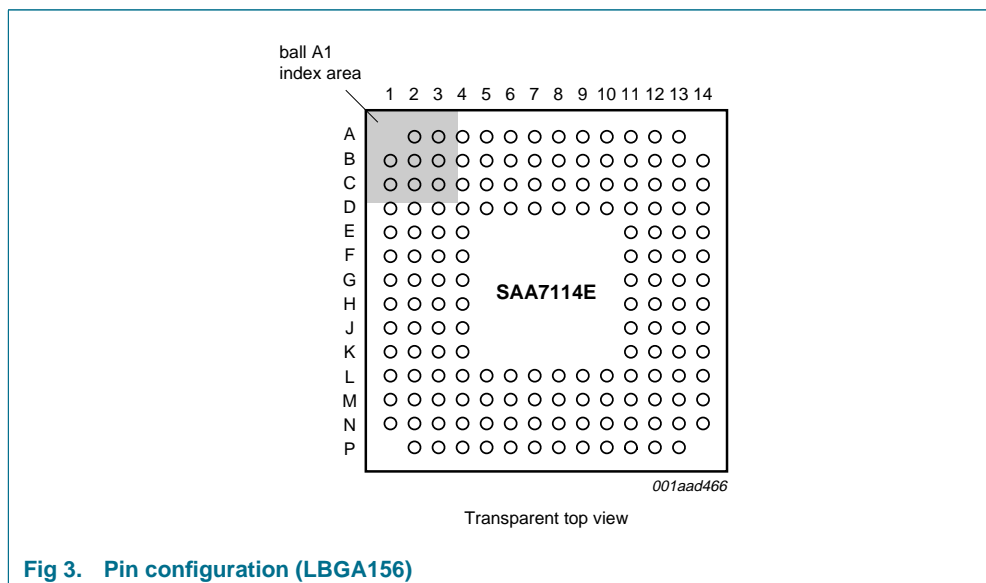 ball A1
index area
1 2 3 4 5 6 7 8 9 10 11 12 13 14
A
B
C
D
E
F
G
H
J
K
L
M
N
P
SAA7114E
001aad466
Transparent top view
Fig 3. Pin configuration (LBGA156)